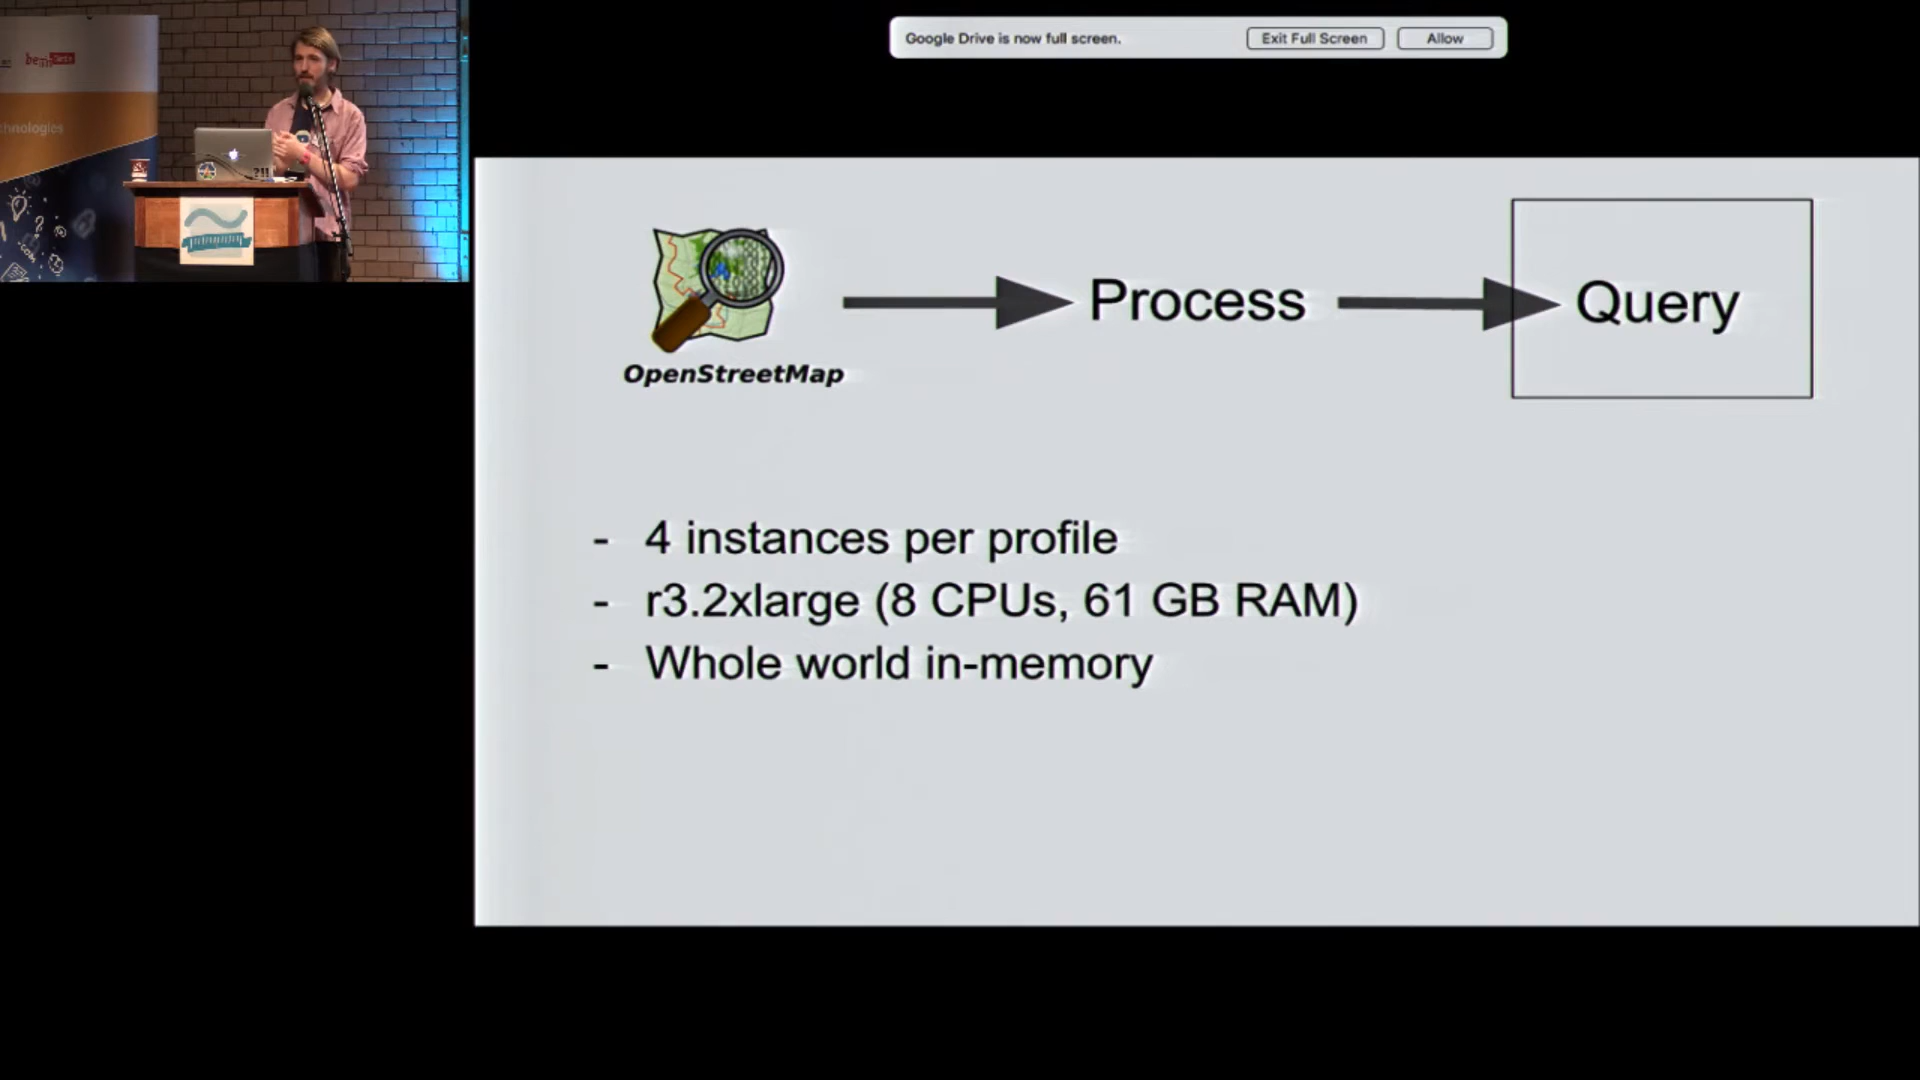 Google Drive is now full screen.
Exit Full Screen
Allow
chnologies
?!!
Process
Query
OpenStreetMap
- 4 instances per profile
- r3.2xlarge (8 CPUs, 61 GB RAM)
- Whole world in-memory